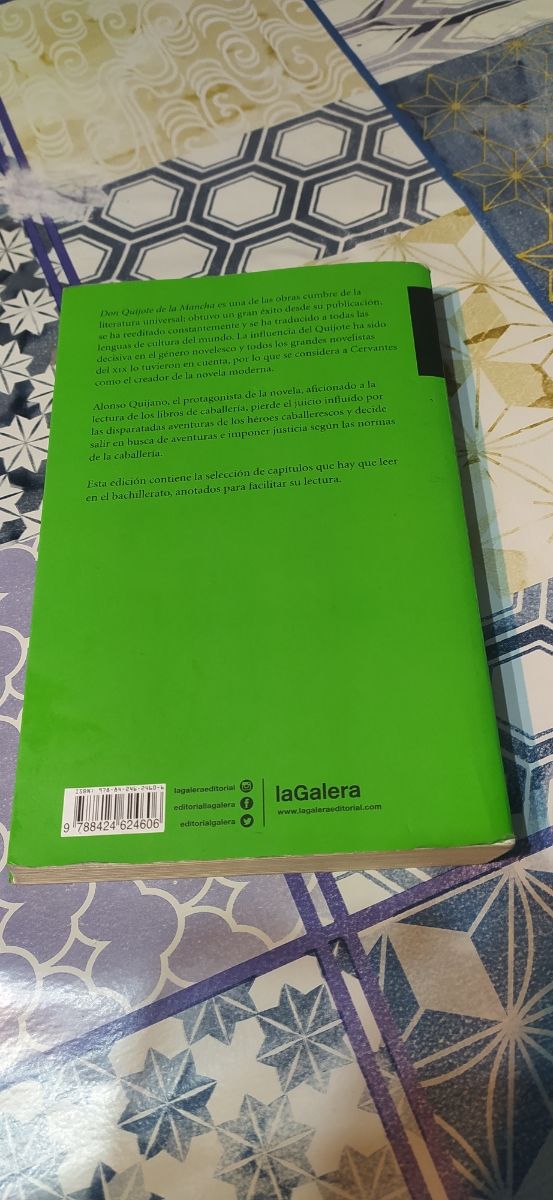 Don Quijote de la Mancha es una de las obras cumbre de la
literatura universal; obtuvo un gran éxito desde su publicación,
se ha reeditado constantemente y se ha traducido a todas las
lenguas de cultura del mundo. La influencia del Quijote ha sido
decisiva en el género novelesco y todos los grandes novelistas
del XIX lo tuvieron en cuenta, por lo que se considera a Cervantes
como el creador de la novela moderna.
Alonso Quijano, el protagonista de la novela, aficionado a la
lectura de los libros de caballería, pierde el juicio influido por
las disparatadas aventuras de los héroes caballerescos y decide
salir en busca de aventuras e imponer justicia según las normas
de la caballería.
Esta edición contiene la selección de capítulos que hay que leer
en el bachillerato, anotados para facilitar su lectura.
ISBN: 978-84-246-2460-6
9 788424 624606
lagaleraeditorial
editoriallagalera
editorialgalera
laGalera
www.lagaleraeditorial.com